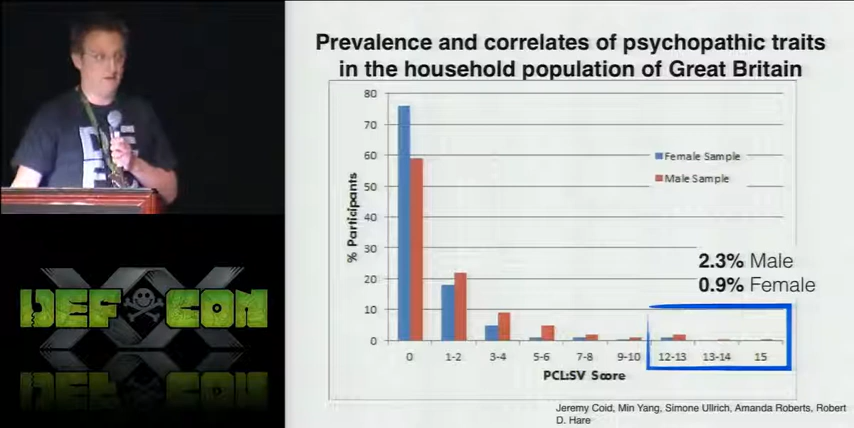 Prevalence and correlates of psychopathic traits
in the household population of Great Britain
80
70
60
50
40
30
20
10
0
% Participants
Female Sample
Male Sample
2.3% Male
0.9% Female
0 1-2 3-4 5-6 7-8 9-10 12-13 13-14 15
PCL:SV Score
Jeremy Coid, Min Yang, Simone Ullrich, Amanda Roberts, Robert
D. Hare
XX
DEF CON